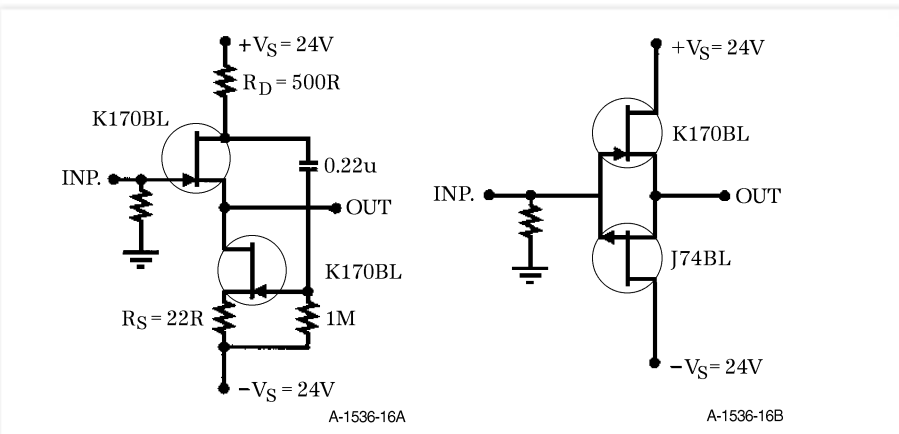 +VS = 24V
RD = 500R
K170BL
INP.
0.22u
OUT
K170BL
RS = 22R
1M
−VS = 24V
A-1536-16A
+VS = 24V
K170BL
INP.
OUT
J74BL
−VS = 24V
A-1536-16B